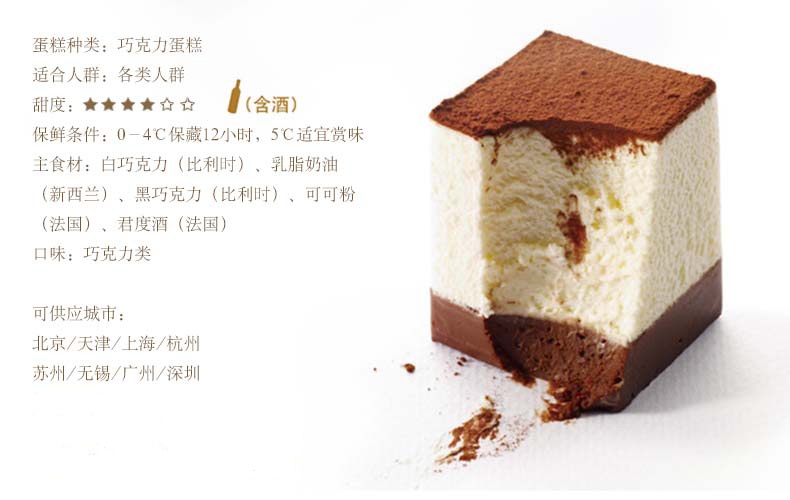 蛋糕种类：巧克力蛋糕
适合人群：各类人群
甜度：★★★★☆☆ （含酒）
保鲜条件：0－4℃保藏12小时，5℃适宜赏味
主食材：白巧克力（比利时）、乳脂奶油
（新西兰）、黑巧克力（比利时）、可可粉
（法国）、君度酒（法国）
口味：巧克力类
可供应城市：
北京/天津/上海/杭州
苏州/无锡/广州/深圳